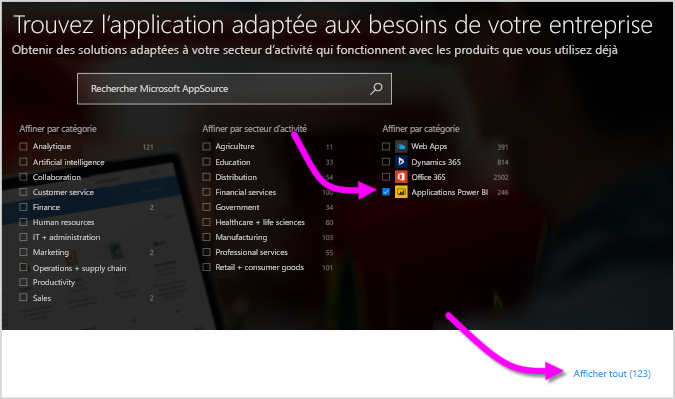 Trouvez l'application adaptée aux besoins de votre entreprise
Obtenir des solutions adaptées à votre secteur d'activité qui fonctionnent avec les produits que vous utilisez déjà
Rechercher Microsoft AppSource
Affiner par catégorie
Analytique 121
Artificial intelligence
Collaboration
Customer service
Finance 2
Human resources
IT + administration
Marketing 2
Operations + supply chain
Productivity
Sales 2
Affiner par secteur d'activité
Agriculture 11
Education 33
Distribution 54
Financial services 100
Government 34
Healthcare + life sciences 80
Manufacturing 103
Professional services 55
Retail + consumer goods 101
Affiner par catégorie
Web Apps 391
Dynamics 365 814
Office 365 2502
Applications Power BI 246
Afficher tout (123)